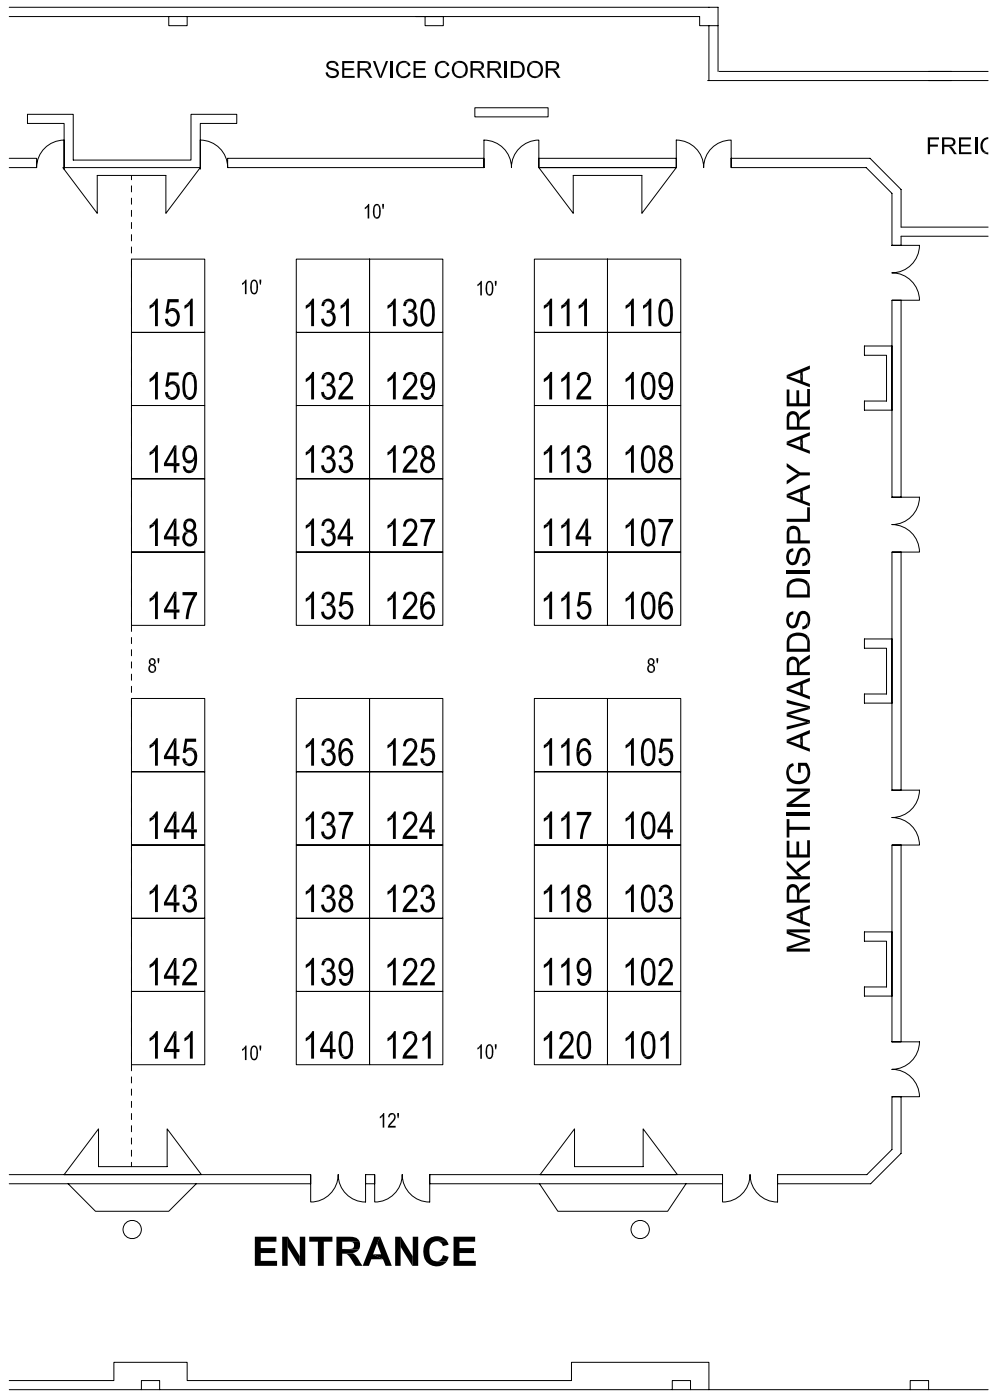 SERVICE CORRIDOR
FREIC
10'
10' 10'
151 131 130 111 110
150 132 129 112 109
149 133 128 113 108
148 134 127 114 107
147 135 126 115 106
8' 8'
MARKETING AWARDS DISPLAY AREA
145 136 125 116 105
144 137 124 117 104
143 138 123 118 103
142 139 122 119 102
141 140 121 120 101
10' 10'
12'
ENTRANCE